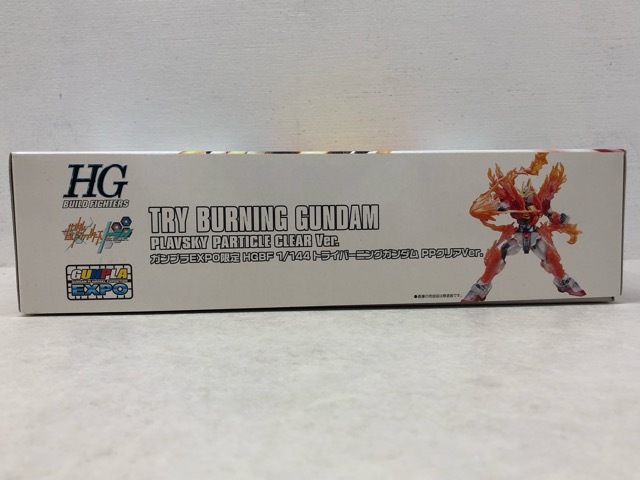 HG
BUILD FIGHTERS
TRY BURNING GUNDAM
PLAVSKY PARTICLE CLEAR Ver.
ガンプラEXPO限定 HGBF 1/144 トライバーニングガンダム PPクリアVer.
GUNPLA
EXPO